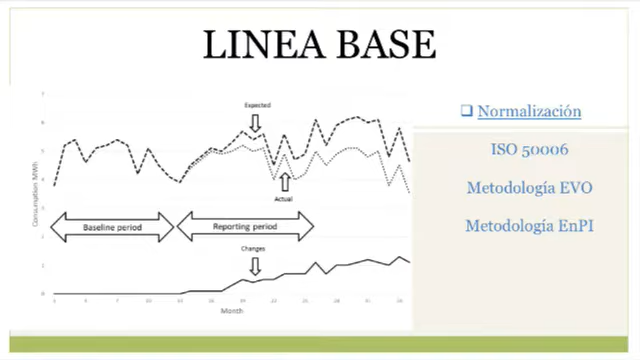 LINEA BASE
Expected
Actual
Baseline period
Reporting period
Changes
Consumption MWh
Month
❑ Normalización
ISO 50006
Metodología EVO
Metodología EnPI